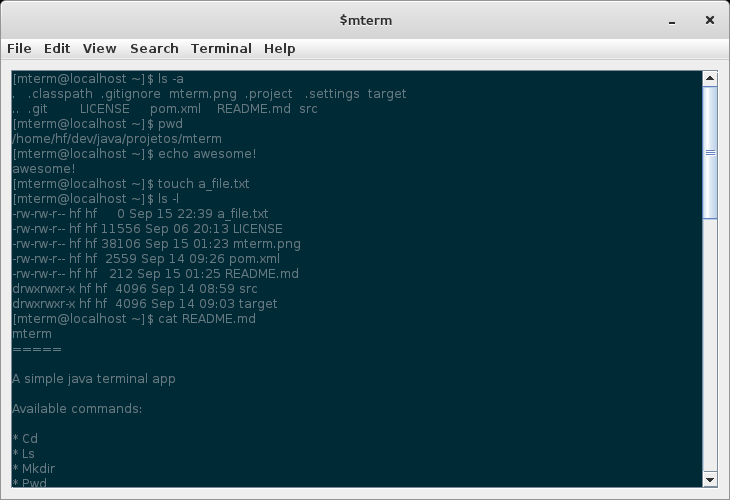 $mterm
File Edit View Search Terminal Help
[mterm@localhost ~]$ ls -a
.   .classpath  .gitignore  mterm.png  .project   .settings  target
..  .git        LICENSE     pom.xml    README.md  src
[mterm@localhost ~]$ pwd
/home/hf/dev/java/projetos/mterm
[mterm@localhost ~]$ echo awesome!
awesome!
[mterm@localhost ~]$ touch a_file.txt
[mterm@localhost ~]$ ls -l
-rw-rw-r-- hf hf     0 Sep 15 22:39 a_file.txt
-rw-rw-r-- hf hf 11556 Sep 06 20:13 LICENSE
-rw-rw-r-- hf hf 38106 Sep 15 01:23 mterm.png
-rw-rw-r-- hf hf  2559 Sep 14 09:26 pom.xml
-rw-rw-r-- hf hf   212 Sep 15 01:25 README.md
drwxrwxr-x hf hf  4096 Sep 14 08:59 src
drwxrwxr-x hf hf  4096 Sep 14 09:03 target
[mterm@localhost ~]$ cat README.md
mterm
=====
A simple java terminal app
Available commands:
* Cd
* Ls
* Mkdir
* Pwd